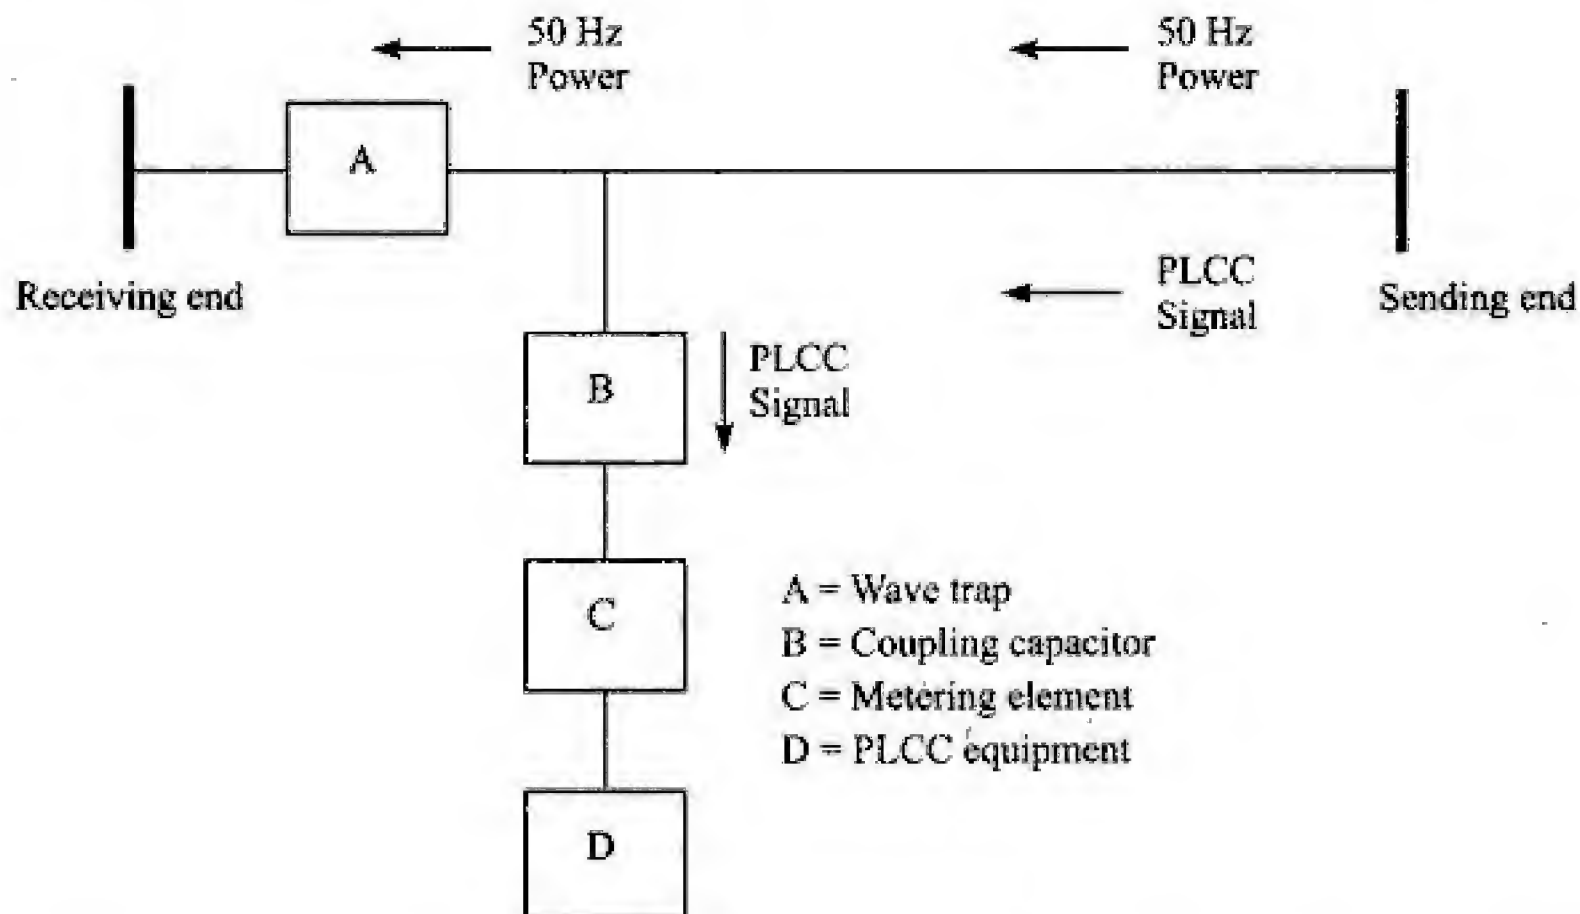 50 Hz
Power
50 Hz
Power
A
Receiving end
PLCC
Signal
Sending end
B
PLCC
Signal
C
A = Wave trap
B = Coupling capacitor
C = Metering element
D = PLCC equipment
D